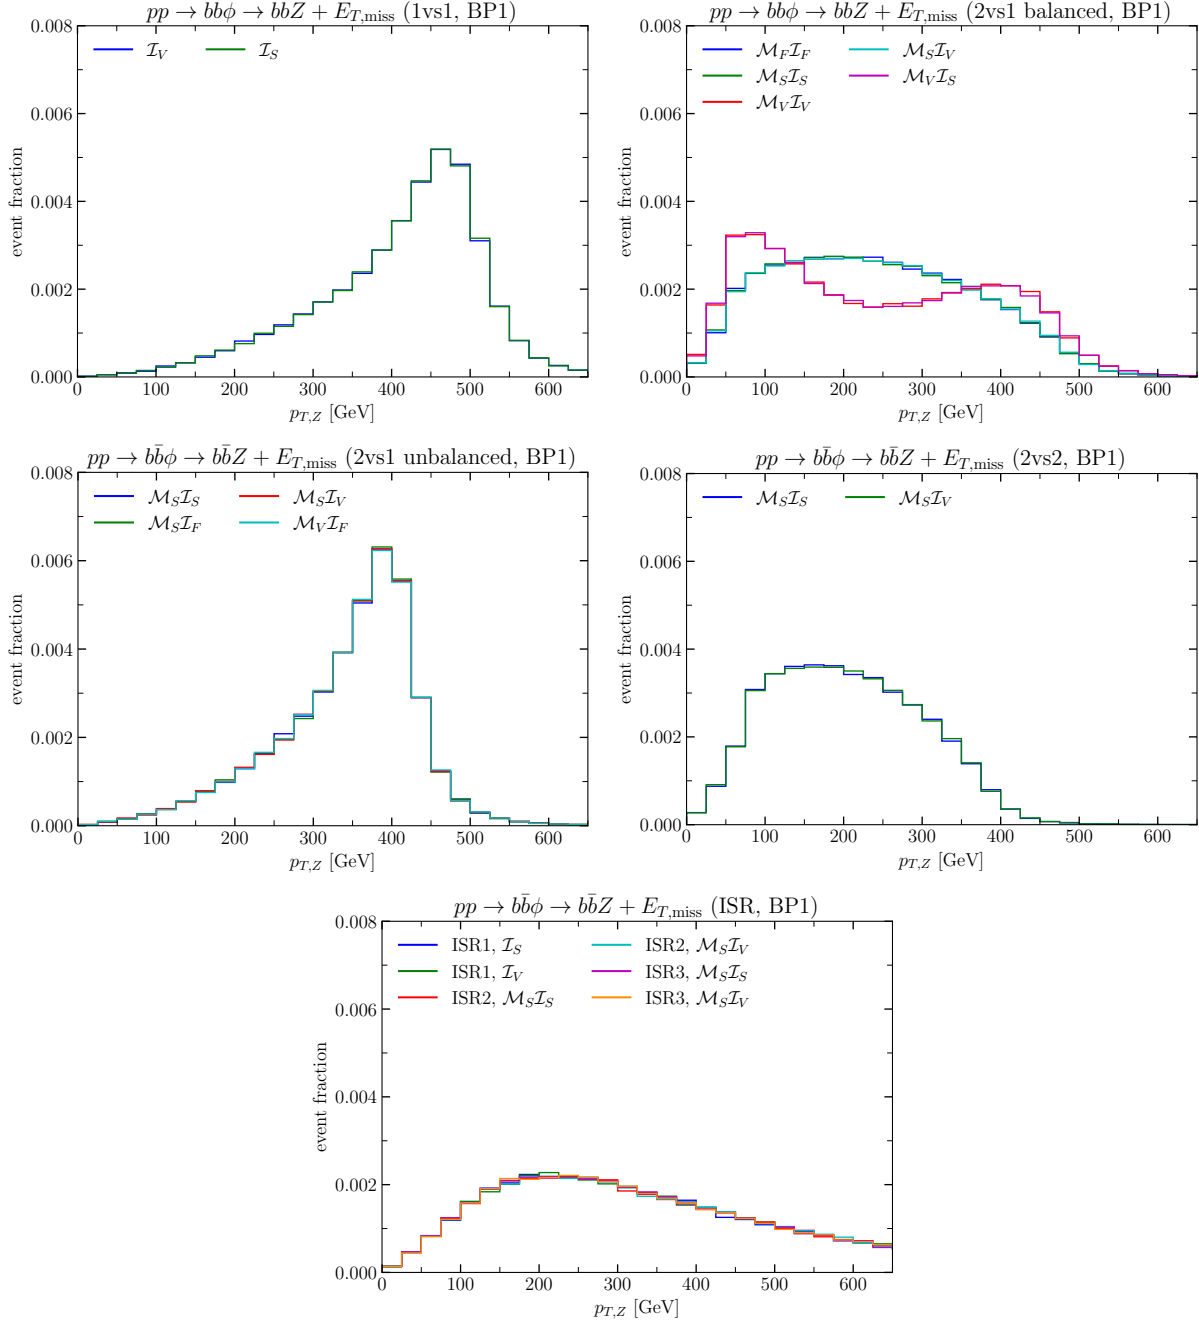 pp → bb̄ϕ → bb̄Z + E_T,miss (1vs1, BP1)
I_V I_S
0.008
0.006
0.004
0.002
0.000
event fraction
0 100 200 300 400 500 600
p_T,Z [GeV]
pp → bb̄ϕ → bb̄Z + E_T,miss (2vs1 balanced, BP1)
M_F I_F M_S I_V
M_S I_S M_V I_S
M_V I_V
0.008
0.006
0.004
0.002
0.000
event fraction
0 100 200 300 400 500 600
p_T,Z [GeV]
pp → bb̄ϕ → bb̄Z + E_T,miss (2vs1 unbalanced, BP1)
M_S I_S M_S I_V
M_S I_F M_V I_F
0.008
0.006
0.004
0.002
0.000
event fraction
0 100 200 300 400 500 600
p_T,Z [GeV]
pp → bb̄ϕ → bb̄Z + E_T,miss (2vs2, BP1)
M_S I_S M_S I_V
0.008
0.006
0.004
0.002
0.000
event fraction
0 100 200 300 400 500 600
p_T,Z [GeV]
pp → bb̄ϕ → bb̄Z + E_T,miss (ISR, BP1)
ISR1, I_S ISR2, M_S I_V
ISR1, I_V ISR3, M_S I_S
ISR2, M_S I_S ISR3, M_S I_V
0.008
0.006
0.004
0.002
0.000
event fraction
0 100 200 300 400 500 600
p_T,Z [GeV]